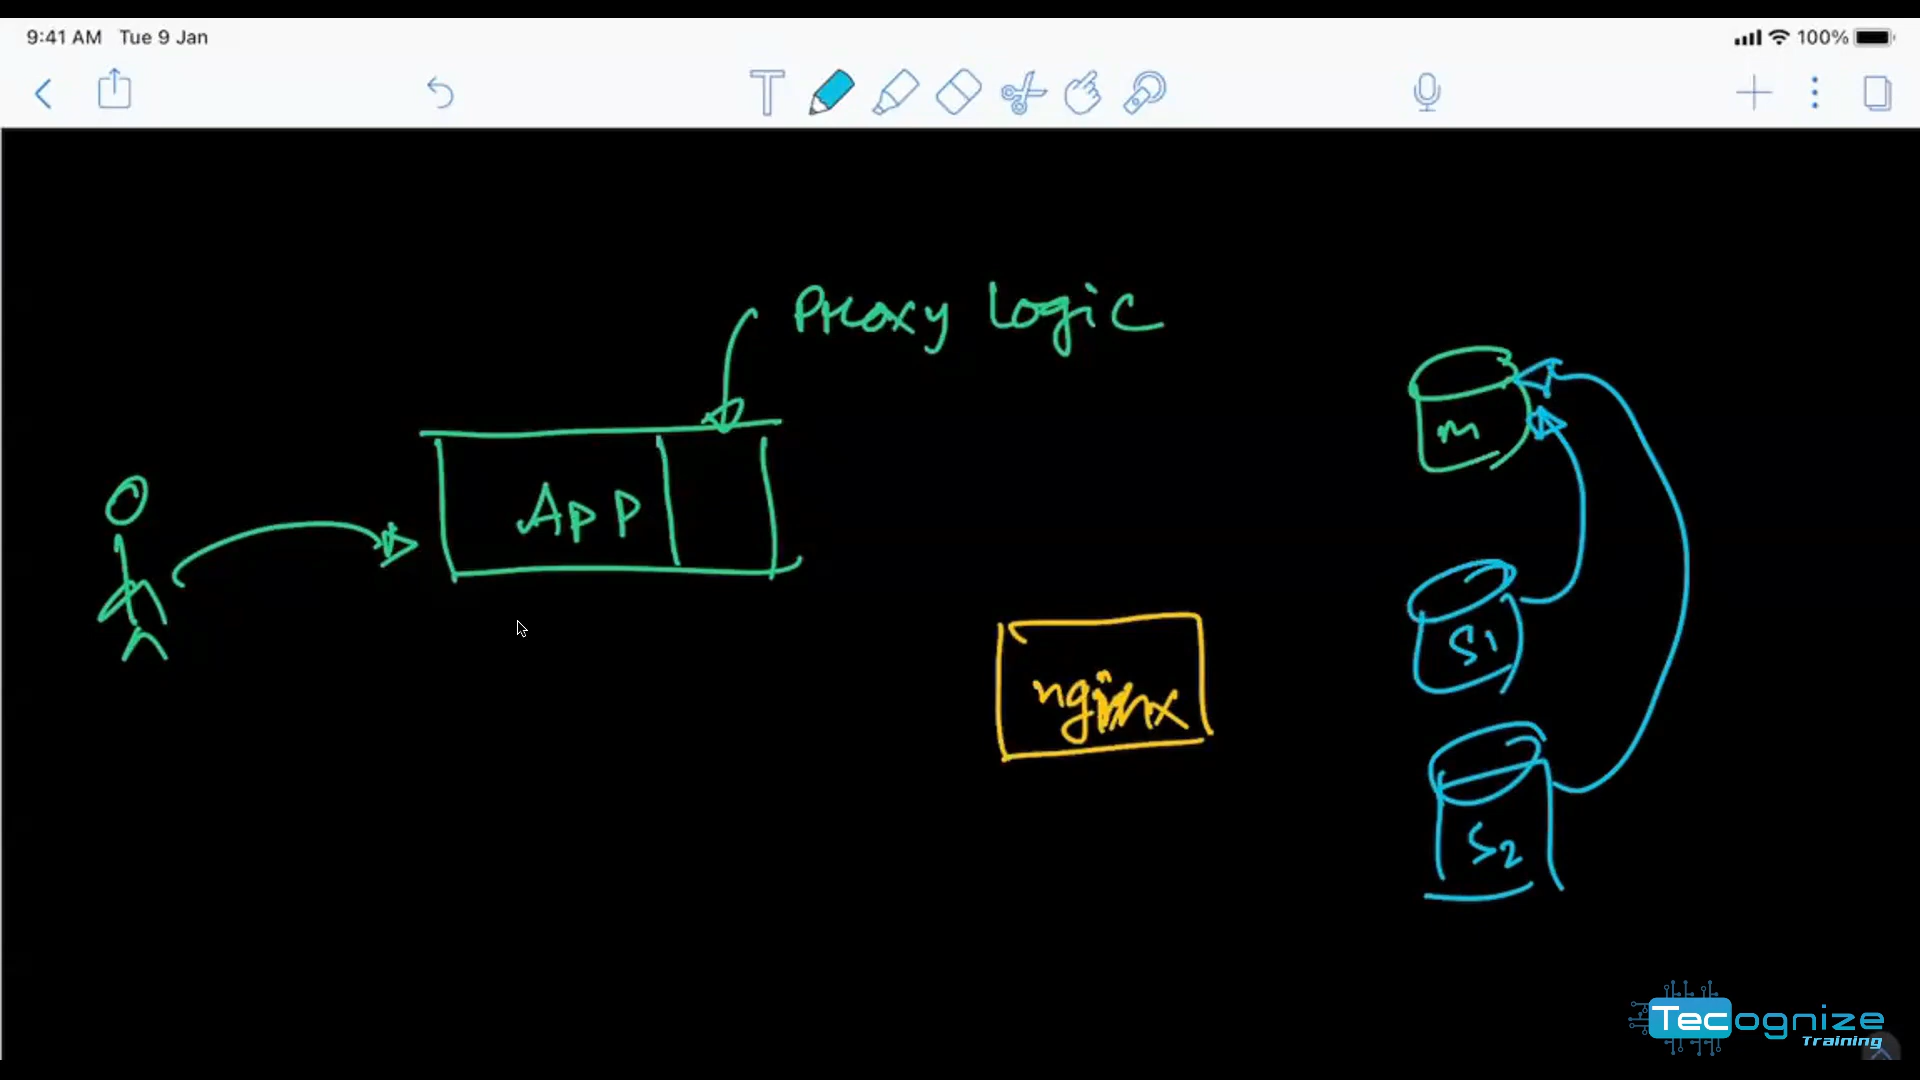 9:41 AM Tue 9 Jan 100%
T
Proxy Logic
App
M
S1
nginx
S2
Tecognize
Training